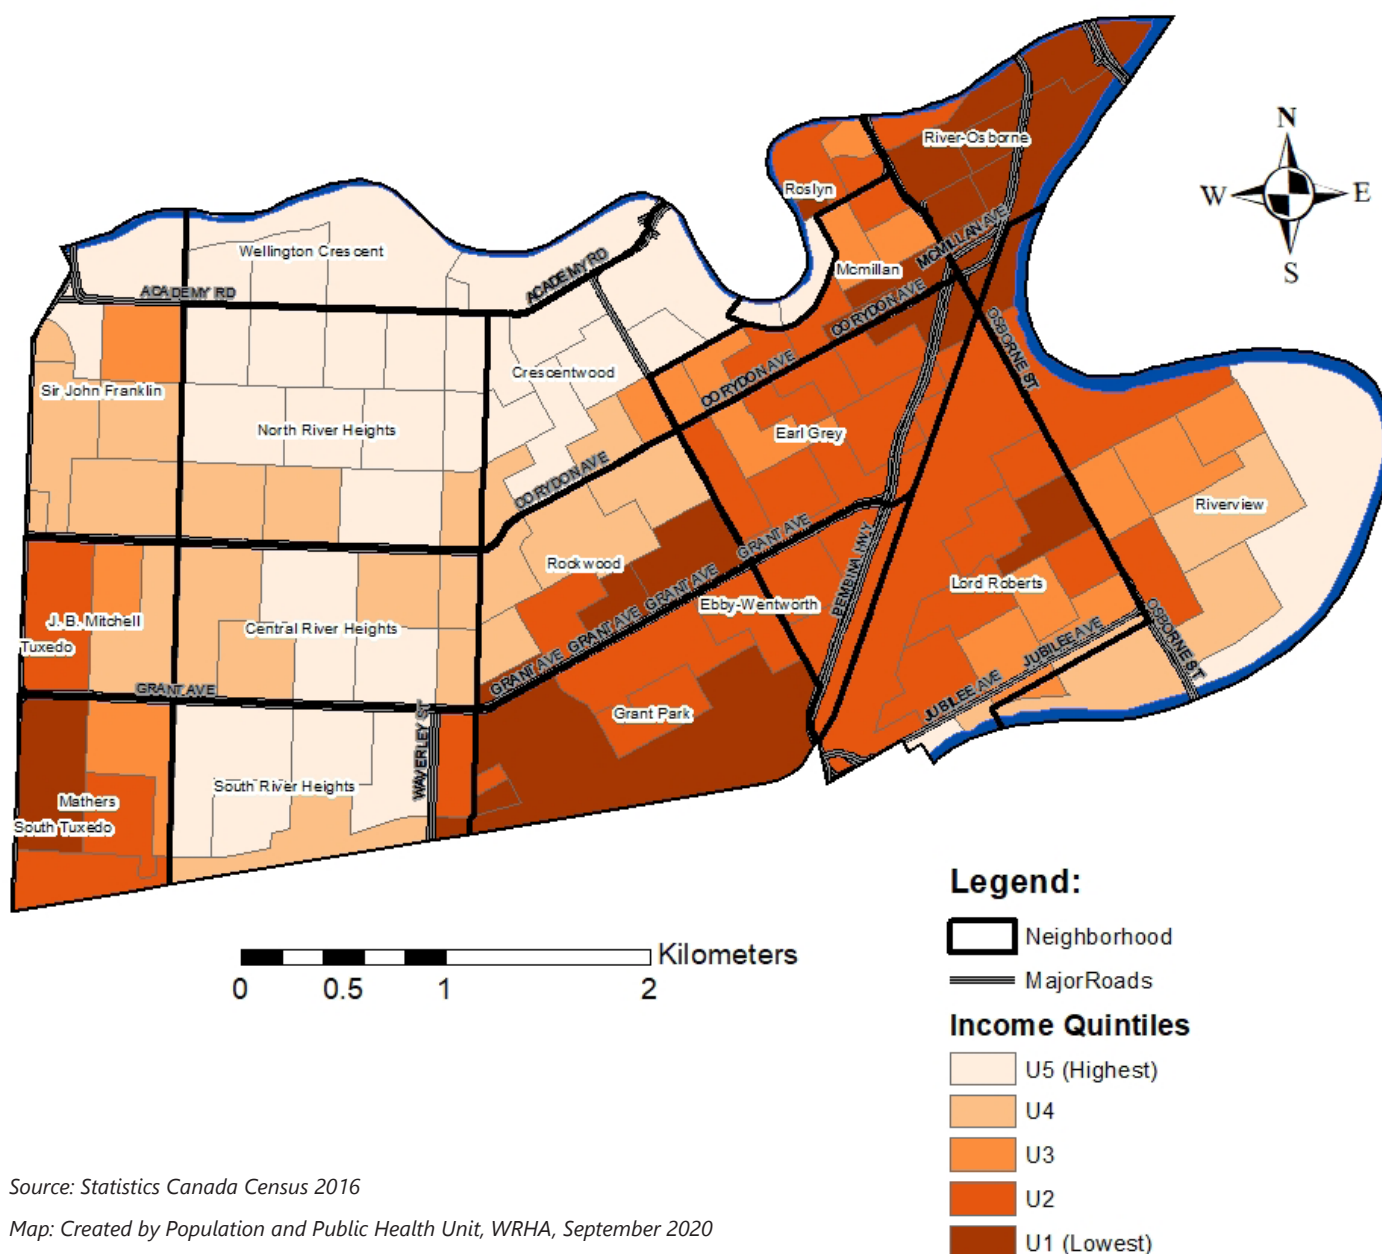 River-Osborne
N
W
E
S
Roslyn
MCMILLAN AVE
Wellington Crescent
ACADEMY RD
ACADEMY RD
Mcmillan
CORYDON AVE
OSBORNE ST
Crescentwood
CORYDON AVE
Sir John Franklin
North River Heights
Earl Grey
CORYDON AVE
Riverview
GRANT AVE
Rockwood
PEMBINA HWY
Lord Roberts
GRANT AVE
Ebby-Wentworth
J. B. Mitchell
Central River Heights
GRANT AVE
OSBORNE ST
Tuxedo
JUBILEE AVE
GRANT AVE
GRANT AVE
JUBILEE AVE
Grant Park
WAVERLEY ST
South River Heights
Mathers
South Tuxedo
Kilometers
0 0.5 1 2
Legend:
Neighborhood
MajorRoads
Income Quintiles
U5 (Highest)
U4
U3
U2
U1 (Lowest)
Source: Statistics Canada Census 2016
Map: Created by Population and Public Health Unit, WRHA, September 2020